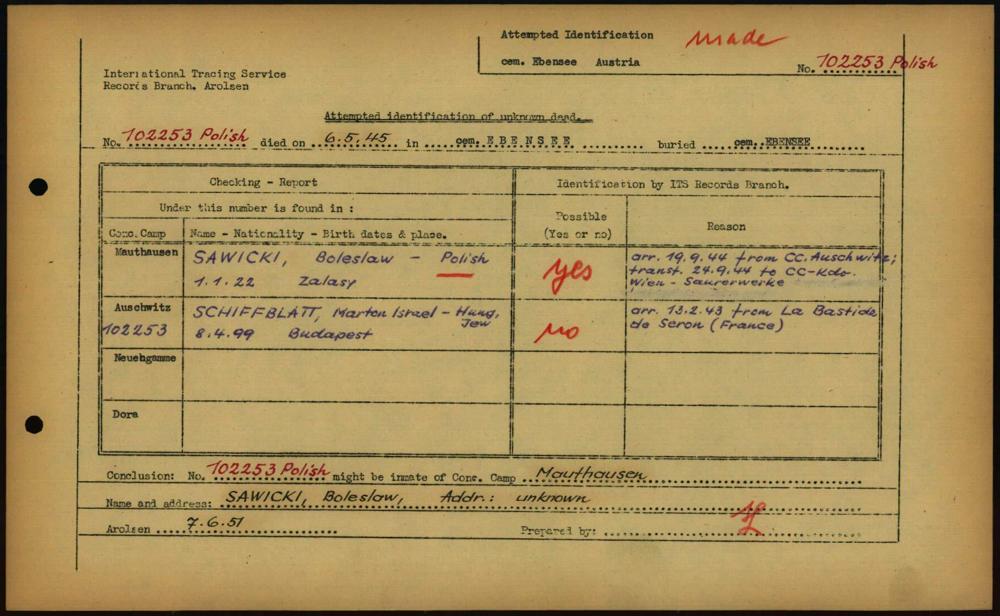 Attempted Identification made
cem. Ebensee Austria
No. 102253 Polish
International Tracing Service
Records Branch. Arolsen
Attempted identification of unknown dead.
No. 102253 Polish died on 6.5.45 in cem. EBENSEE buried cem. EBENSEE
Checking - Report
Identification by ITS Records Branch.
Under this number is found in :
Possible
(Yes or no)
Reason
Conc. Camp
Name - Nationality - Birth dates & place.
Mauthausen
SAWICKI, Boleslaw - Polish
1.1.22 Zalasy
yes
arr. 19.9.44 from CC. Auschwitz;
transf. 24.9.44 to CC-Kdo.
Wien - Saurerwerke
Auschwitz
102253
SCHIFFBLATT, Marton Israel - Hung,
Jew
8.4.99 Budapest
no
arr. 13.2.43 from La Bastide
de Seron (France)
Neuengamme
Dora
Conclusion: No. 102253 Polish might be inmate of Conc. Camp Mauthausen
Name and address: SAWICKI, Boleslaw, Addr.: unknown
Arolsen 7.6.51 Prepared by: